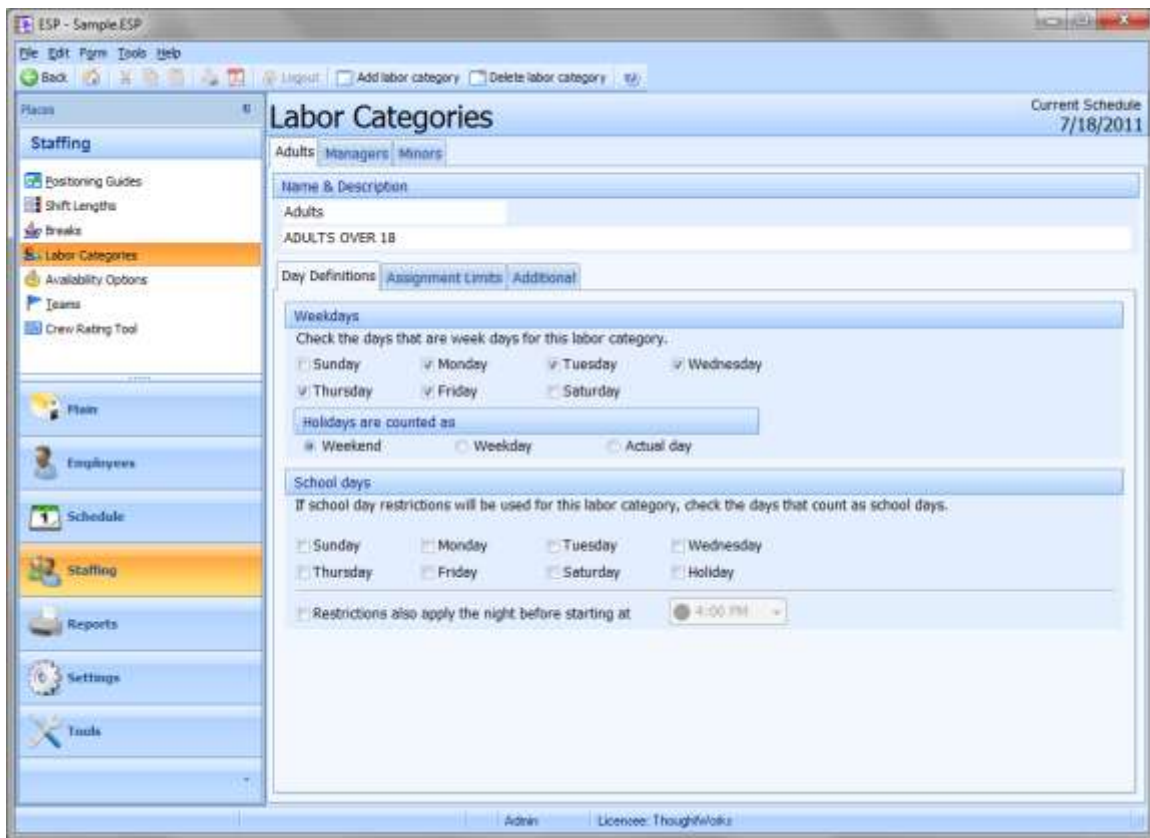 ESP - Sample.ESP
File Edit Form Tools Help
Back Logout Add labor category Delete labor category
Places
Staffing
Positioning Guides
Shift Lengths
Breaks
Labor Categories
Availability Options
Teams
Crew Rating Tool
Main
Employees
Schedule
Staffing
Reports
Settings
Tools
Labor Categories
Current Schedule
7/18/2011
Adults Managers Minors
Name & Description
Adults
ADULTS OVER 18
Day Definitions Assignment Limits Additional
Weekdays
Check the days that are week days for this labor category.
Sunday Monday Tuesday Wednesday
Thursday Friday Saturday
Holidays are counted as
Weekend Weekday Actual day
School days
If school day restrictions will be used for this labor category, check the days that count as school days.
Sunday Monday Tuesday Wednesday
Thursday Friday Saturday Holiday
Restrictions also apply the night before starting at 4:00 PM
Admin Licencee: ThoughtWorks